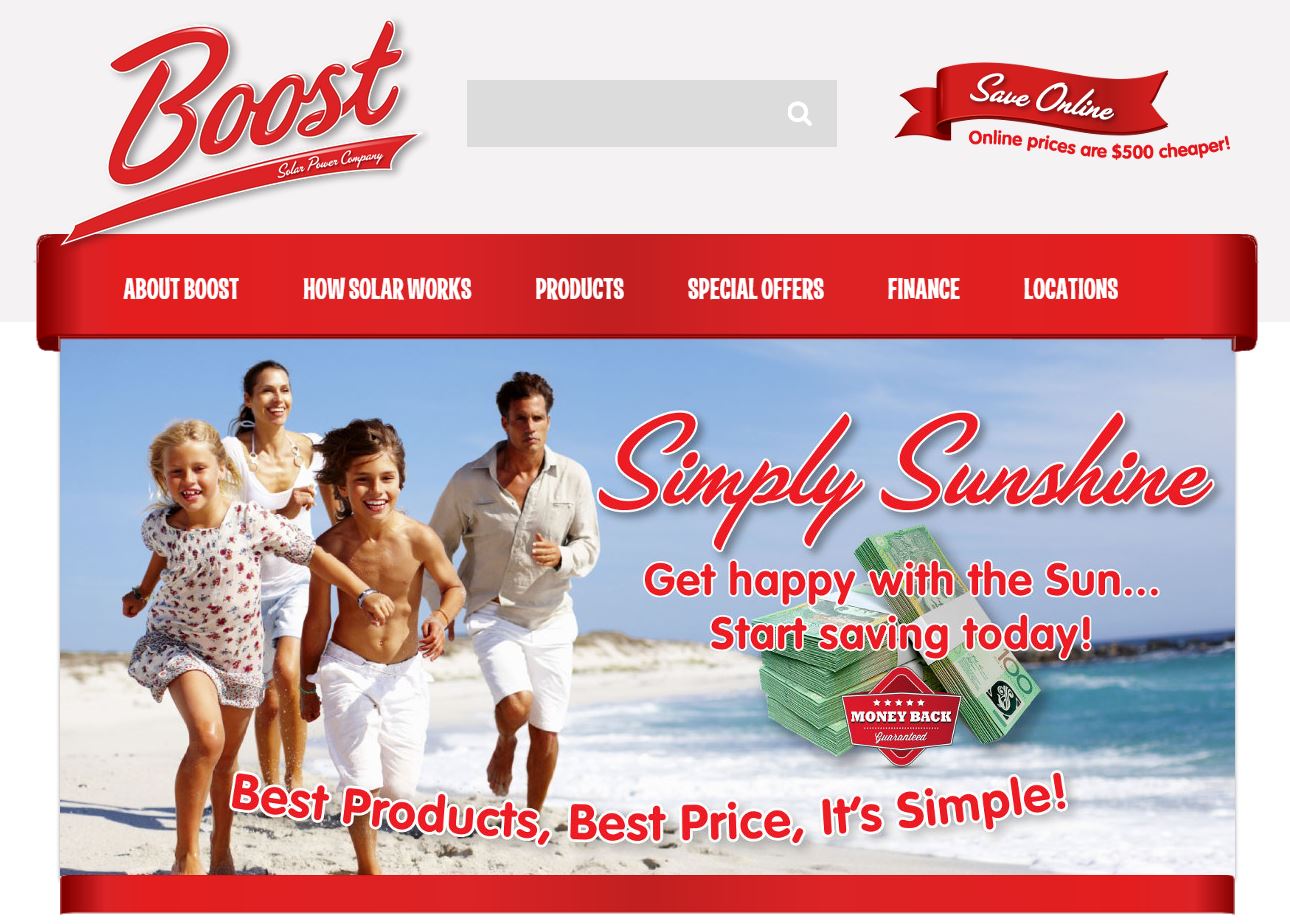 Boost
Solar Power Company
Save Online
Online prices are $500 cheaper!
ABOUT BOOST HOW SOLAR WORKS PRODUCTS SPECIAL OFFERS FINANCE LOCATIONS
Simply Sunshine
Get happy with the Sun...
Start saving today!
100
MONEY BACK
Guaranteed
Best Products, Best Price, It's Simple!